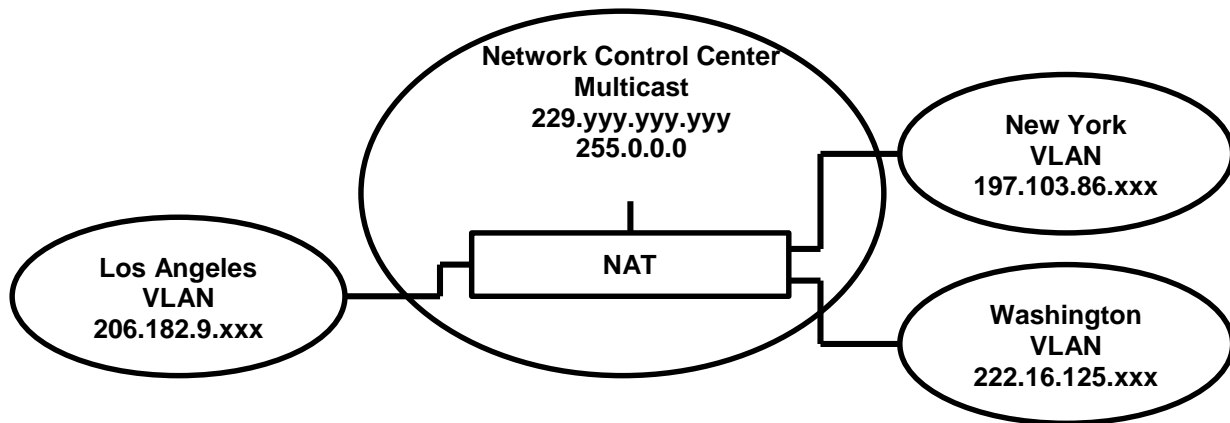 Network Control Center
Multicast
229.yyy.yyy.yyy
255.0.0.0
NAT
Los Angeles
VLAN
206.182.9.xxx
New York
VLAN
197.103.86.xxx
Washington
VLAN
222.16.125.xxx